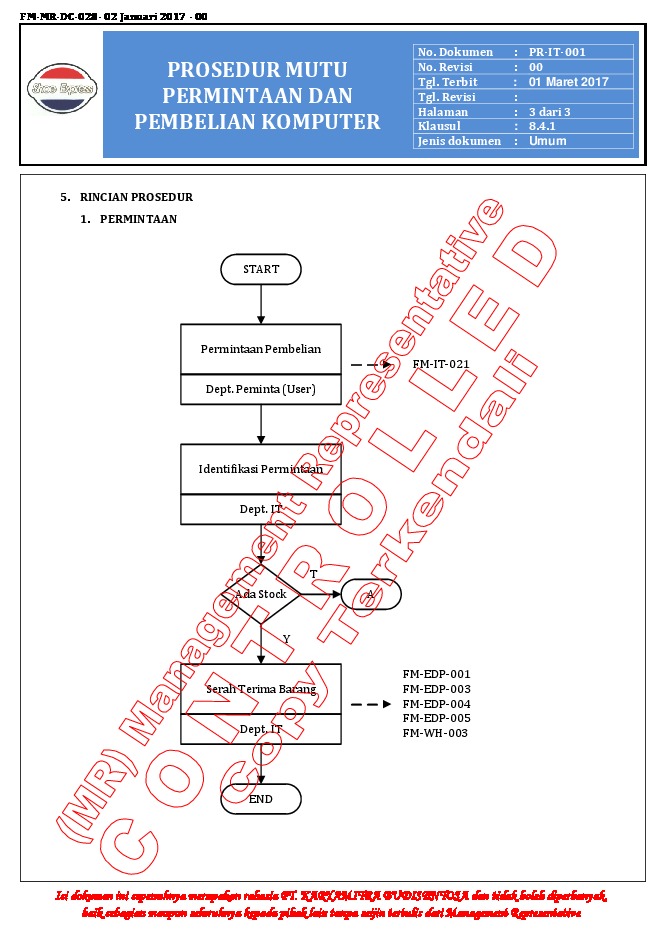 FM-MR-DC-028- 02 Januari 2017 - 00
Shoe Express
PROSEDUR MUTU
PERMINTAAN DAN
PEMBELIAN KOMPUTER
No. Dokumen : PR-IT-001
No. Revisi : 00
Tgl. Terbit : 01 Maret 2017
Tgl. Revisi :
Halaman : 3 dari 3
Klausul : 8.4.1
Jenis dokumen : Umum
5. RINCIAN PROSEDUR
1. PERMINTAAN
START
Permintaan Pembelian
Dept. Peminta (User)
FM-IT-021
Identifikasi Permintaan
Dept. IT
Ada Stock
T
A
Y
Serah Terima Barang
Dept. IT
FM-EDP-001
FM-EDP-003
FM-EDP-004
FM-EDP-005
FM-WH-003
END
(MR) Management Representative
CONTROLLED
Copy Terkendali
Isi dokumen ini sepenuhnya merupakan rahasia PT. KARYAMITRA BUDISENTOSA dan tidak boleh diperbanyak,
baik sebagian maupun seluruhnya kepada pihak lain tanpa seijin tertulis dari Management Representative